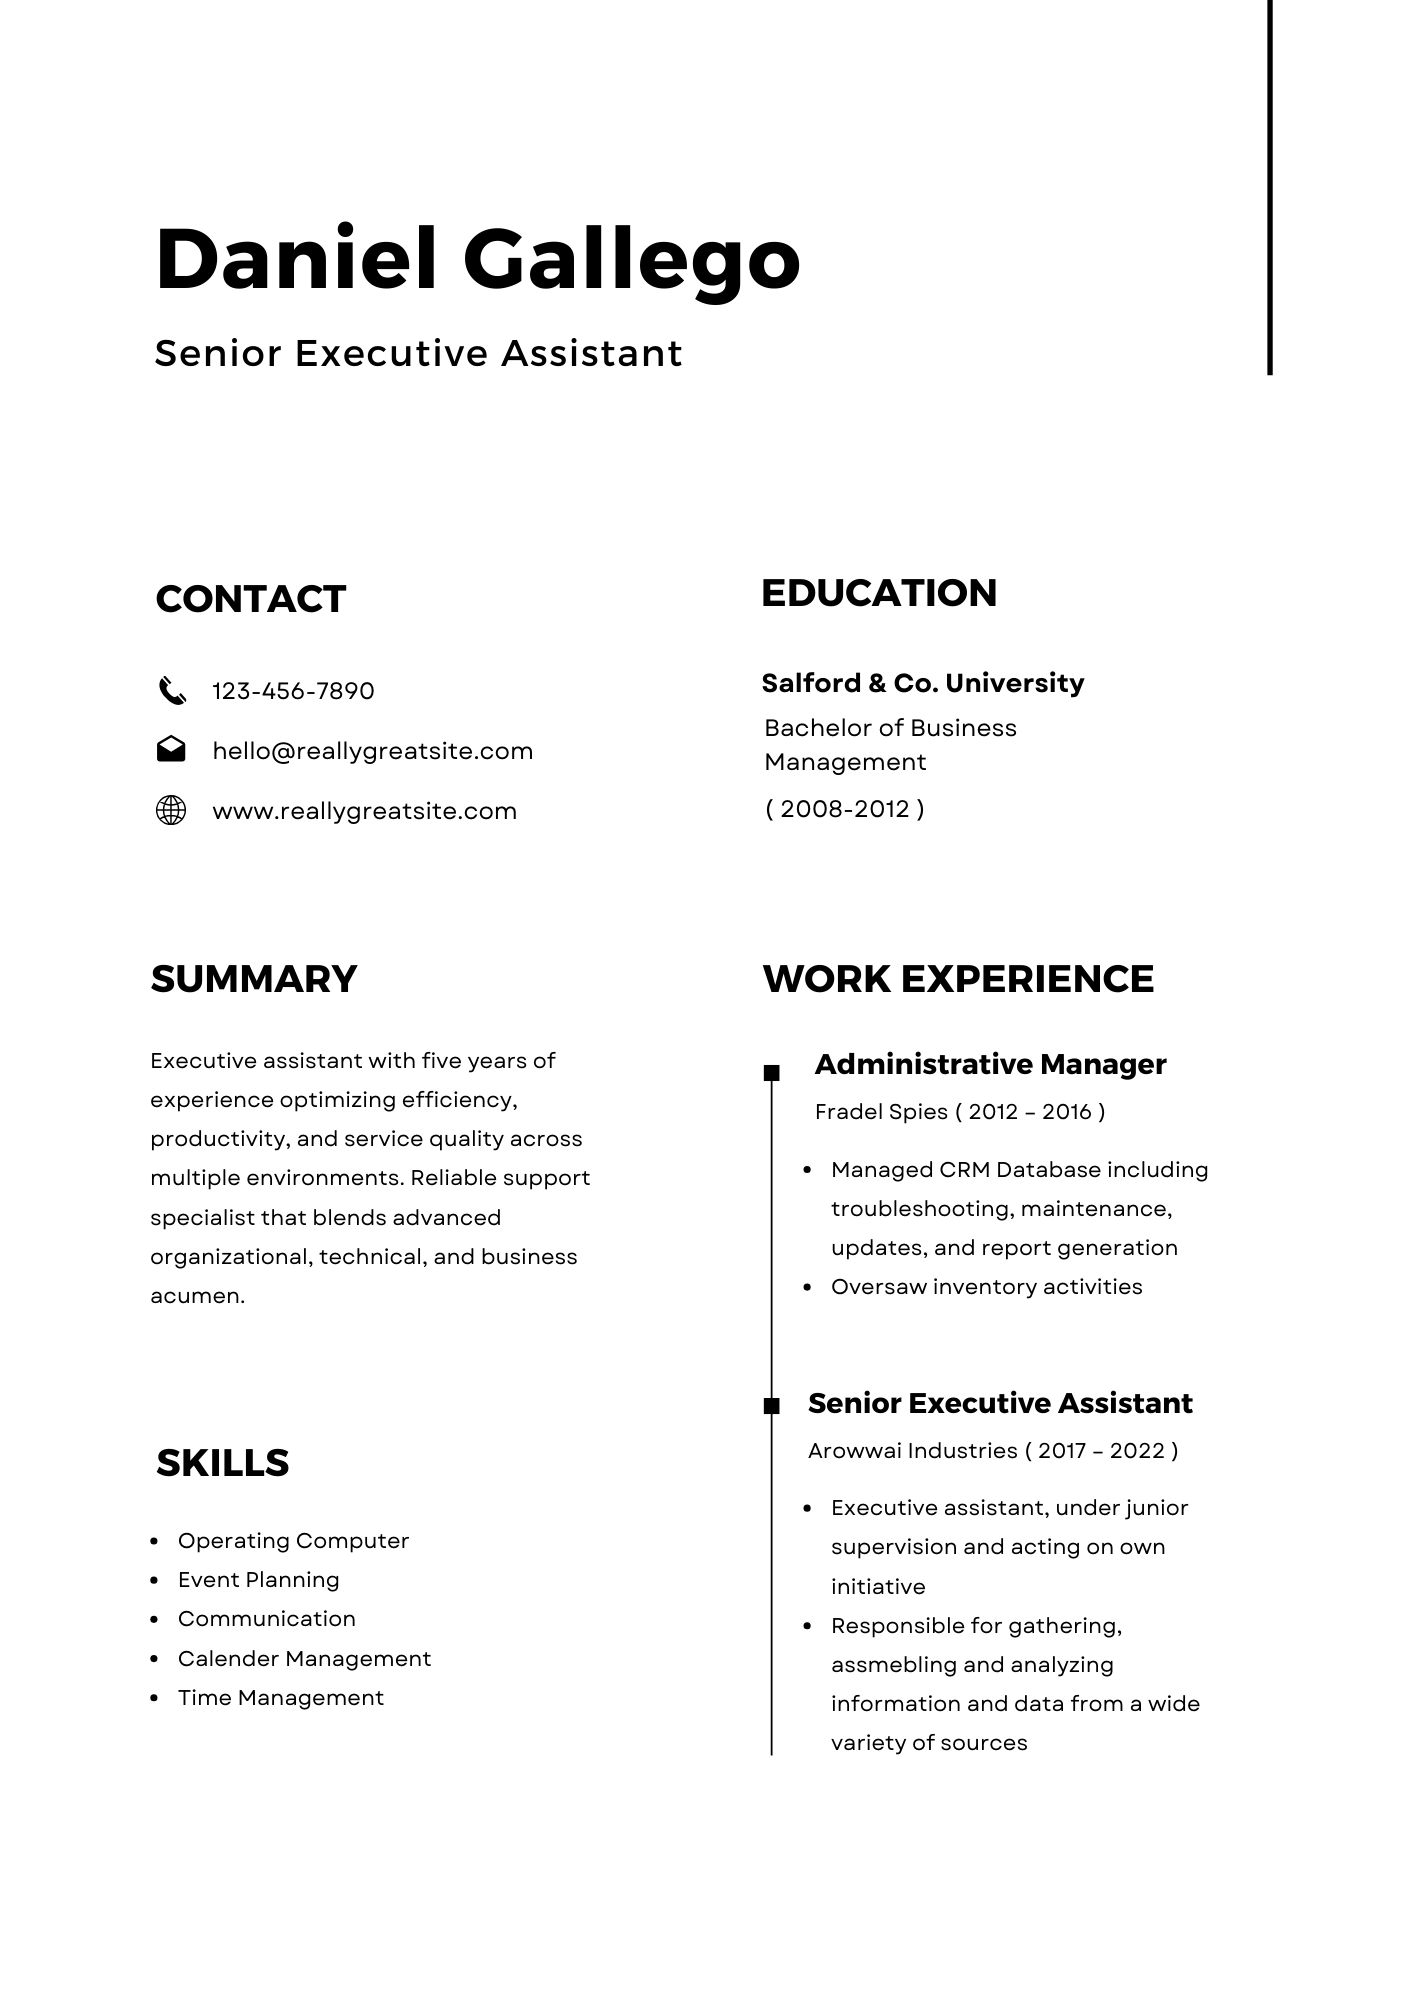 Daniel Gallego
Senior Executive Assistant
CONTACT
123-456-7890
hello@reallygreatsite.com
www.reallygreatsite.com
SUMMARY
Executive assistant with five years of
experience optimizing efficiency,
productivity, and service quality across
multiple environments. Reliable support
specialist that blends advanced
organizational, technical, and business
acumen.
SKILLS
• Operating Computer
• Event Planning
• Communication
• Calender Management
• Time Management
EDUCATION
Salford & Co. University
Bachelor of Business
Management
( 2008-2012 )
WORK EXPERIENCE
Administrative Manager
Fradel Spies ( 2012 – 2016 )
• Managed CRM Database including
troubleshooting, maintenance,
updates, and report generation
• Oversaw inventory activities
Senior Executive Assistant
Arowwai Industries ( 2017 – 2022 )
• Executive assistant, under junior
supervision and acting on own
initiative
• Responsible for gathering,
assmebling and analyzing
information and data from a wide
variety of sources